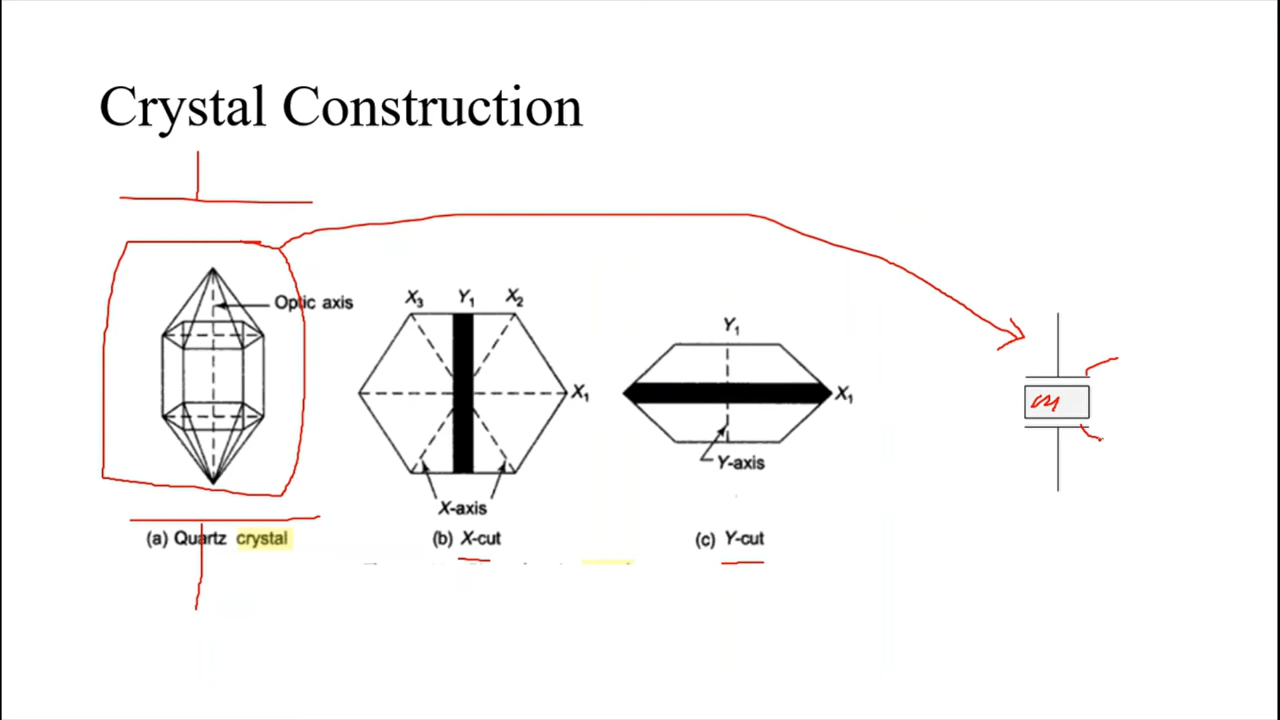 Crystal Construction
Optic axis
X3 Y1 X2
X1
X-axis
Y1
X1
Y-axis
(a) Quartz crystal
(b) X-cut
(c) Y-cut